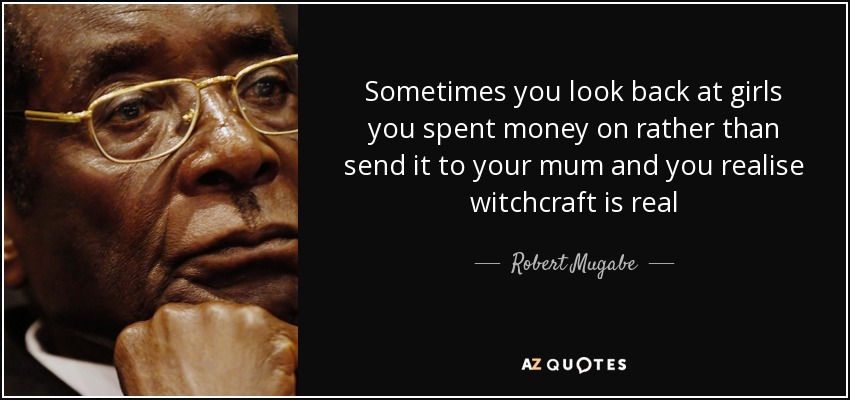 Sometimes you look back at girls
you spent money on rather than
send it to your mum and you realise
witchcraft is real
Robert Mugabe
AZ QUOTES